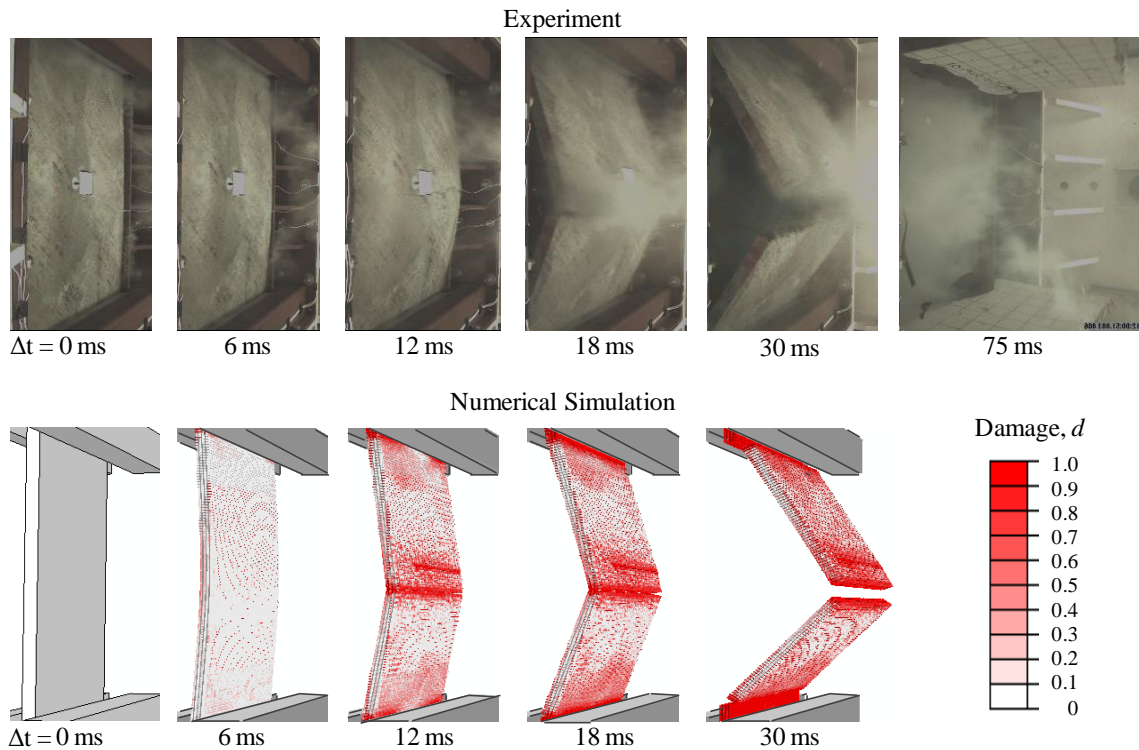 Experiment
Δt = 0 ms
6 ms
12 ms
18 ms
30 ms
75 ms
Numerical Simulation
Damage, d
1.0
0.9
0.8
0.7
0.6
0.5
0.4
0.3
0.2
0.1
0
Δt = 0 ms
6 ms
12 ms
18 ms
30 ms